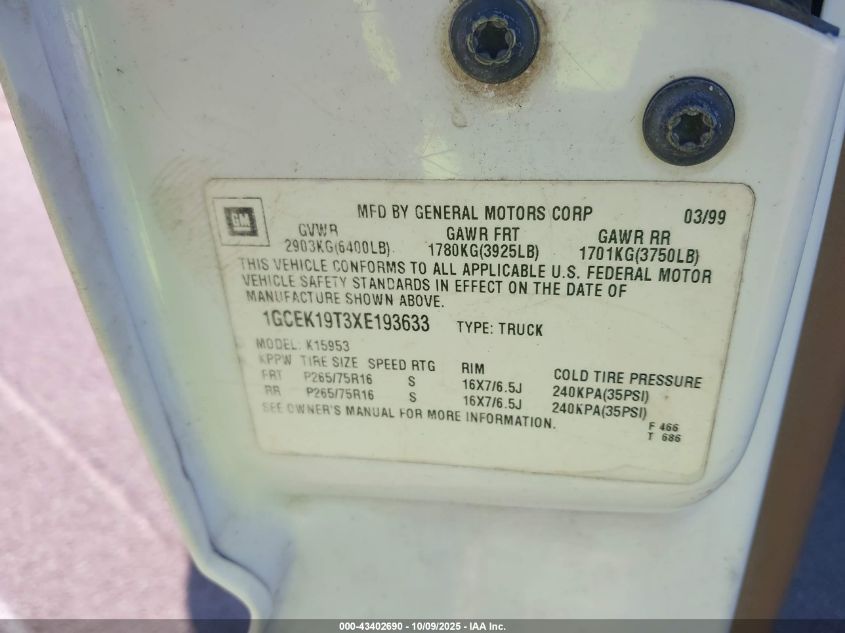 GM
MFD BY GENERAL MOTORS CORP 03/99
GVWR GAWR FRT GAWR RR
2903KG(6400LB) 1780KG(3925LB) 1701KG(3750LB)
THIS VEHICLE CONFORMS TO ALL APPLICABLE U.S. FEDERAL MOTOR
VEHICLE SAFETY STANDARDS IN EFFECT ON THE DATE OF
MANUFACTURE SHOWN ABOVE.
1GCEK19T3XE193633 TYPE: TRUCK
MODEL: K15953
KPPW TIRE SIZE SPEED RTG RIM COLD TIRE PRESSURE
FRT P265/75R16 S 16X7/6.5J 240KPA(35PSI)
RR P265/75R16 S 16X7/6.5J 240KPA(35PSI)
SEE OWNER'S MANUAL FOR MORE INFORMATION.
F 466
T 686
000-43402690 - 10/09/2025 - IAA Inc.